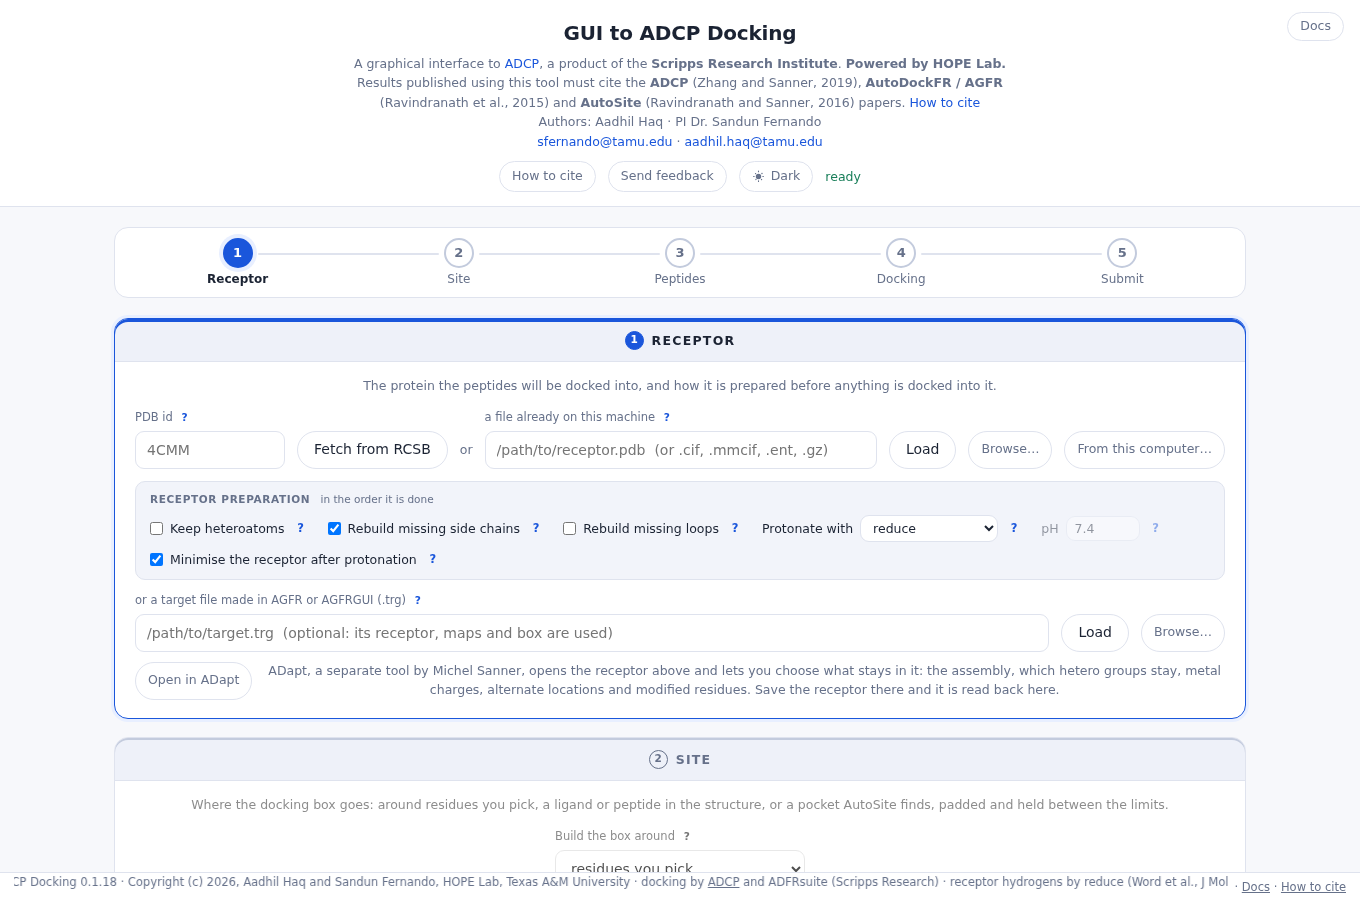 Docs
GUI to ADCP Docking
A graphical interface to ADCP, a product of the Scripps Research Institute. Powered by HOPE Lab.
Results published using this tool must cite the ADCP (Zhang and Sanner, 2019), AutoDockFR / AGFR
(Ravindranath et al., 2015) and AutoSite (Ravindranath and Sanner, 2016) papers. How to cite
Authors: Aadhil Haq · PI Dr. Sandun Fernando
sfernando@tamu.edu · aadhil.haq@tamu.edu
How to cite Send feedback Dark ready
1 2 3 4 5
Receptor Site Peptides Docking Submit
1 RECEPTOR
The protein the peptides will be docked into, and how it is prepared before anything is docked into it.
PDB id ? a file already on this machine ?
4CMM Fetch from RCSB or /path/to/receptor.pdb (or .cif, .mmcif, .ent, .gz) Load Browse... From this computer...
RECEPTOR PREPARATION in the order it is done
Keep heteroatoms ? Rebuild missing side chains ? Rebuild missing loops ? Protonate with reduce ? pH 7.4 ?
Minimise the receptor after protonation ?
or a target file made in AGFR or AGFRGUI (.trg) ?
/path/to/target.trg (optional: its receptor, maps and box are used) Load Browse...
Open in ADapt ADapt, a separate tool by Michel Sanner, opens the receptor above and lets you choose what stays in it: the assembly, which hetero groups stay, metal
charges, alternate locations and modified residues. Save the receptor there and it is read back here.
2 SITE
Where the docking box goes: around residues you pick, a ligand or peptide in the structure, or a pocket AutoSite finds, padded and held between the limits.
Build the box around ?
residues you pick
CP Docking 0.1.18 · Copyright (c) 2026, Aadhil Haq and Sandun Fernando, HOPE Lab, Texas A&M University · docking by ADCP and ADFRsuite (Scripps Research) · receptor hydrogens by reduce (Word et al., J Mol · Docs · How to cite